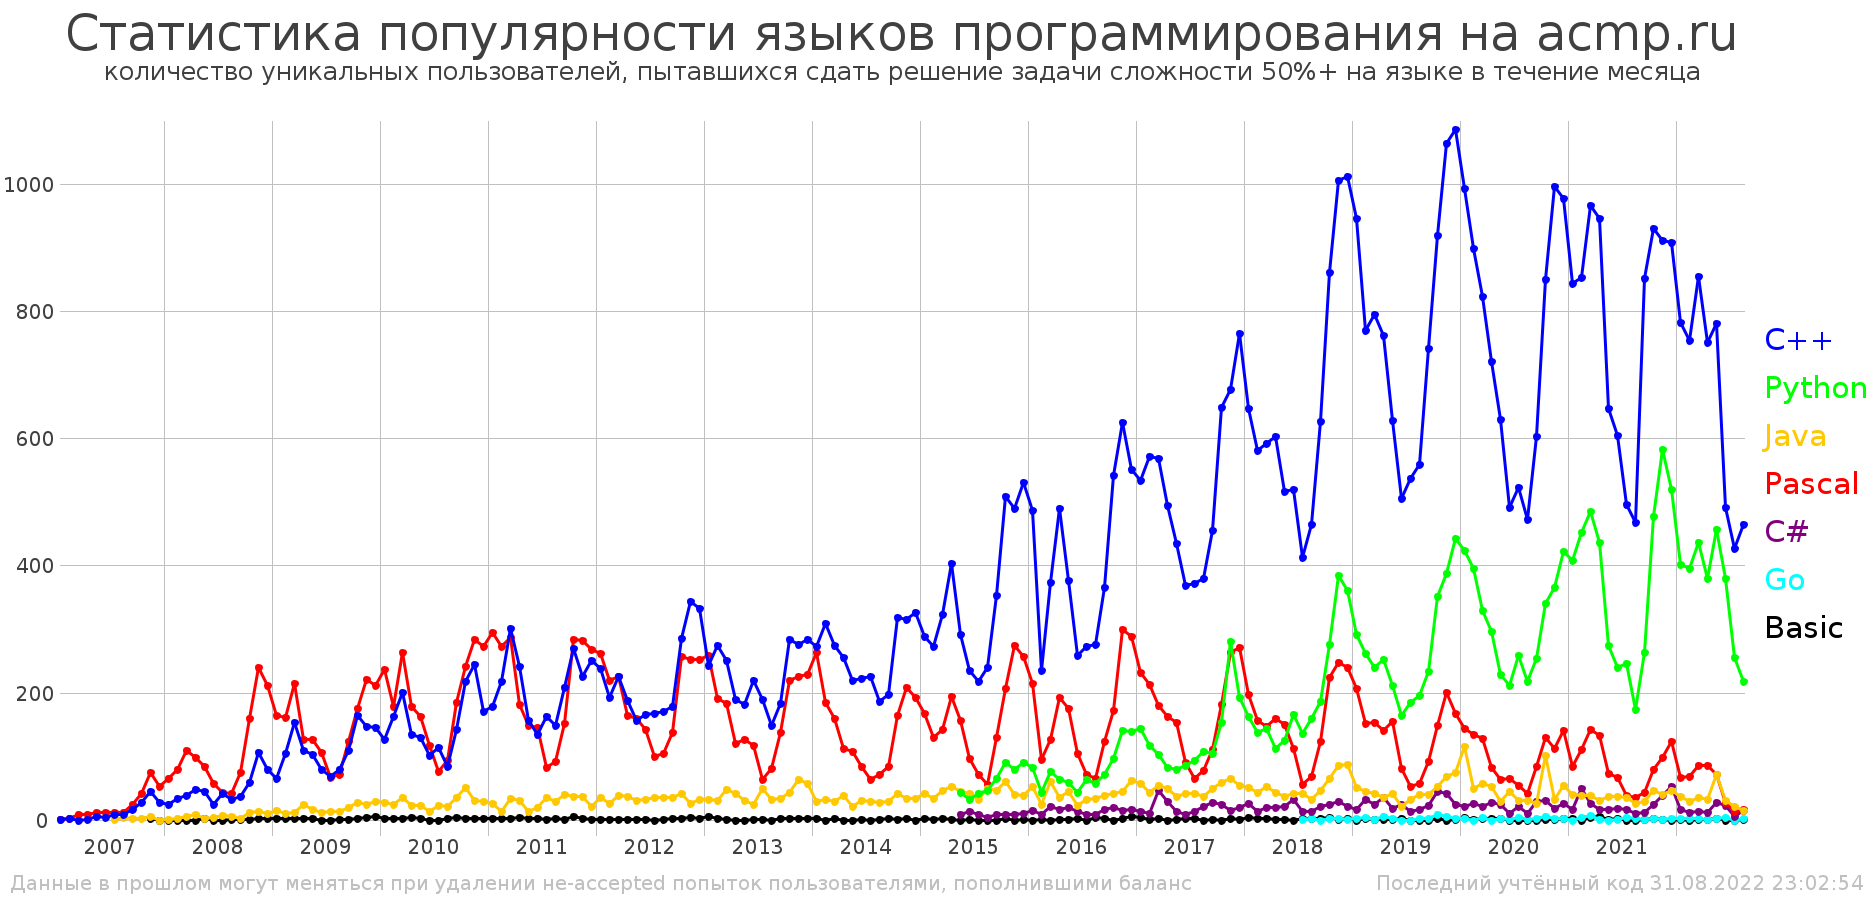 Статистика популярности языков программирования на acmp.ru
количество уникальных пользователей, пытавшихся сдать решение задачи сложности 50%+ на языке в течение месяца
1000
800
600
400
200
0
C++
Python
Java
Pascal
C#
Go
Basic
2007 2008 2009 2010 2011 2012 2013 2014 2015 2016 2017 2018 2019 2020 2021
Данные в прошлом могут меняться при удалении не-accepted попыток пользователями, пополнившими баланс
Последний учтённый код 31.08.2022 23:02:54